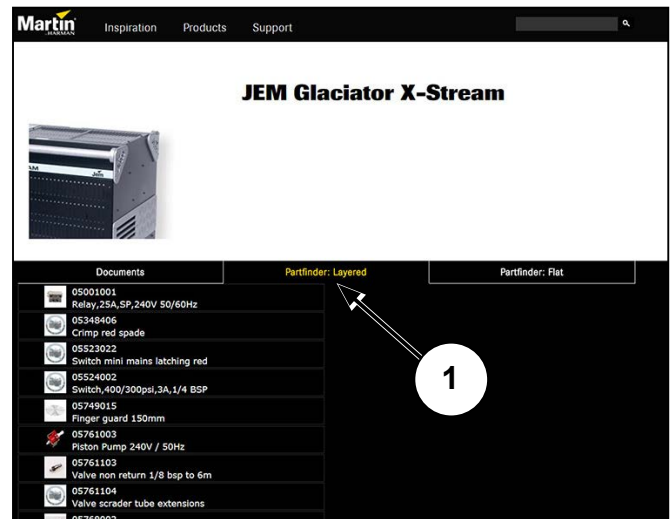 Martin
by HARMAN
Inspiration Products Support
JEM Glaciator X-Stream
Jem
Documents Partfinder: Layered Partfinder: Flat
05001001
Relay,25A,SP,240V 50/60Hz
05348406
Crimp red spade
05523022
Switch mini mains latching red
05524002
Switch,400/300psi,3A,1/4 BSP
05749015
Finger guard 150mm
05761003
Piston Pump 240V / 50Hz
05761103
Valve non return 1/8 bsp to 6m
05761104
Valve scrader tube extensions
1